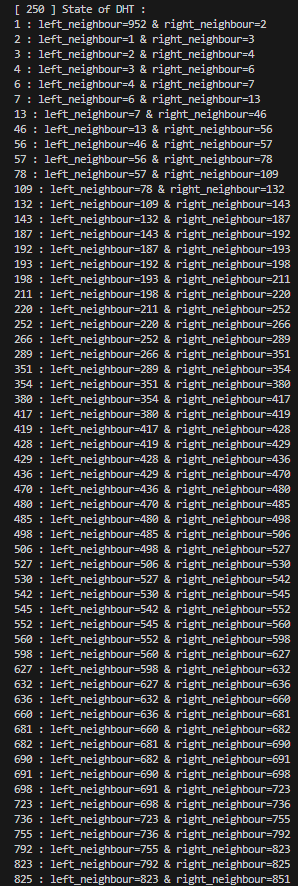 [ 250 ] State of DHT :
1 : left_neighbour=952 & right_neighbour=2
2 : left_neighbour=1 & right_neighbour=3
3 : left_neighbour=2 & right_neighbour=4
4 : left_neighbour=3 & right_neighbour=6
6 : left_neighbour=4 & right_neighbour=7
7 : left_neighbour=6 & right_neighbour=13
13 : left_neighbour=7 & right_neighbour=46
46 : left_neighbour=13 & right_neighbour=56
56 : left_neighbour=46 & right_neighbour=57
57 : left_neighbour=56 & right_neighbour=78
78 : left_neighbour=57 & right_neighbour=109
109 : left_neighbour=78 & right_neighbour=132
132 : left_neighbour=109 & right_neighbour=143
143 : left_neighbour=132 & right_neighbour=187
187 : left_neighbour=143 & right_neighbour=192
192 : left_neighbour=187 & right_neighbour=193
193 : left_neighbour=192 & right_neighbour=198
198 : left_neighbour=193 & right_neighbour=211
211 : left_neighbour=198 & right_neighbour=220
220 : left_neighbour=211 & right_neighbour=252
252 : left_neighbour=220 & right_neighbour=266
266 : left_neighbour=252 & right_neighbour=289
289 : left_neighbour=266 & right_neighbour=351
351 : left_neighbour=289 & right_neighbour=354
354 : left_neighbour=351 & right_neighbour=380
380 : left_neighbour=354 & right_neighbour=417
417 : left_neighbour=380 & right_neighbour=419
419 : left_neighbour=417 & right_neighbour=428
428 : left_neighbour=419 & right_neighbour=429
429 : left_neighbour=428 & right_neighbour=436
436 : left_neighbour=429 & right_neighbour=470
470 : left_neighbour=436 & right_neighbour=480
480 : left_neighbour=470 & right_neighbour=485
485 : left_neighbour=480 & right_neighbour=498
498 : left_neighbour=485 & right_neighbour=506
506 : left_neighbour=498 & right_neighbour=527
527 : left_neighbour=506 & right_neighbour=530
530 : left_neighbour=527 & right_neighbour=542
542 : left_neighbour=530 & right_neighbour=545
545 : left_neighbour=542 & right_neighbour=552
552 : left_neighbour=545 & right_neighbour=560
560 : left_neighbour=552 & right_neighbour=598
598 : left_neighbour=560 & right_neighbour=627
627 : left_neighbour=598 & right_neighbour=632
632 : left_neighbour=627 & right_neighbour=636
636 : left_neighbour=632 & right_neighbour=660
660 : left_neighbour=636 & right_neighbour=681
681 : left_neighbour=660 & right_neighbour=682
682 : left_neighbour=681 & right_neighbour=690
690 : left_neighbour=682 & right_neighbour=691
691 : left_neighbour=690 & right_neighbour=698
698 : left_neighbour=691 & right_neighbour=723
723 : left_neighbour=698 & right_neighbour=736
736 : left_neighbour=723 & right_neighbour=755
755 : left_neighbour=736 & right_neighbour=792
792 : left_neighbour=755 & right_neighbour=823
823 : left_neighbour=792 & right_neighbour=825
825 : left_neighbour=823 & right_neighbour=851